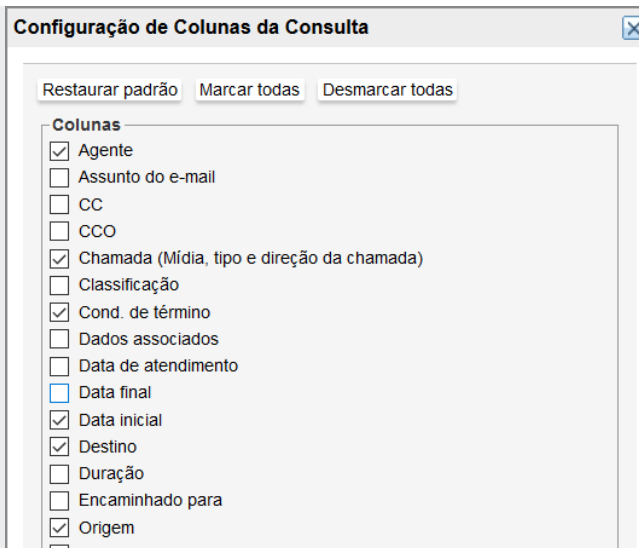 Configuração de Colunas da Consulta
Restaurar padrão Marcar todas Desmarcar todas
Colunas
Agente
Assunto do e-mail
CC
CCO
Chamada (Mídia, tipo e direção da chamada)
Classificação
Cond. de término
Dados associados
Data de atendimento
Data final
Data inicial
Destino
Duração
Encaminhado para
Origem